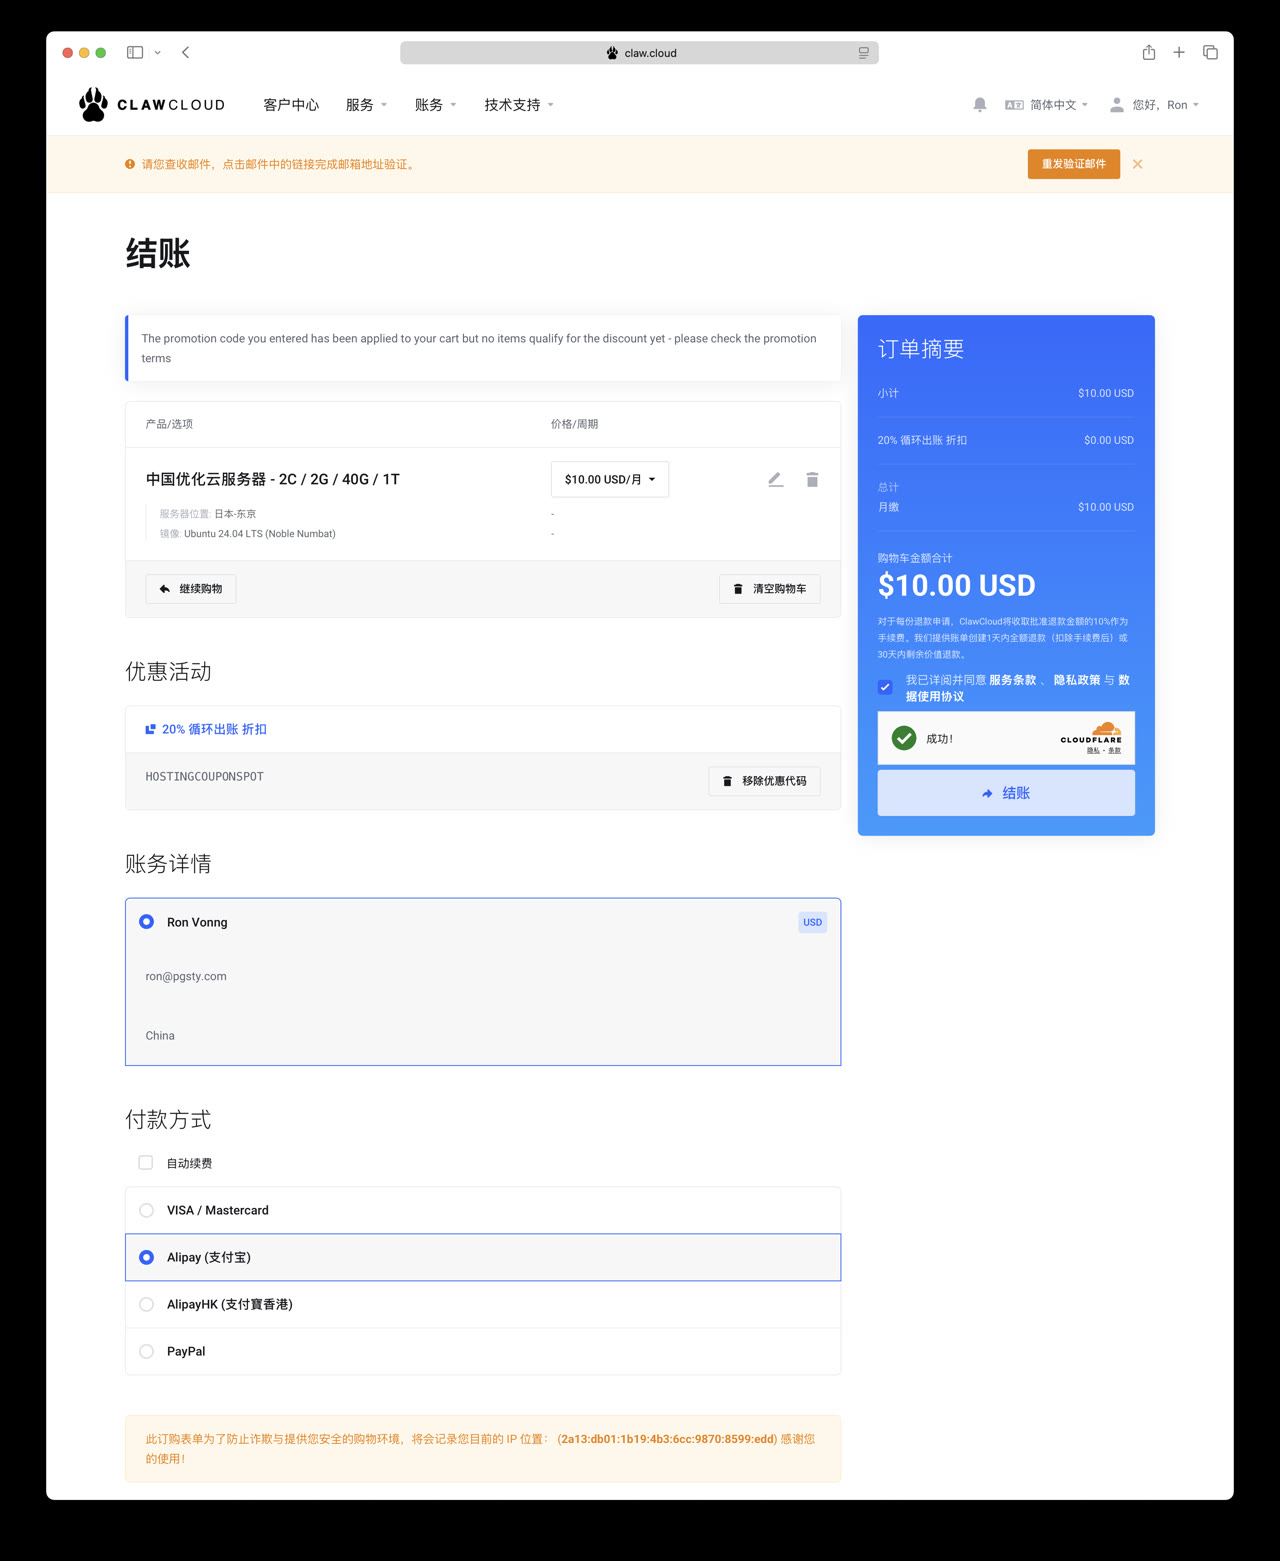 claw.cloud
CLAWCLOUD
客户中心
服务
账务
技术支持
简体中文
您好，Ron
请您查收邮件，点击邮件中的链接完成邮箱地址验证。
重发验证邮件
结账
The promotion code you entered has been applied to your cart but no items qualify for the discount yet - please check the promotion
terms
产品/选项
价格/周期
中国优化云服务器 - 2C / 2G / 40G / 1T
$10.00 USD/月
服务器位置: 日本-东京
-
镜像: Ubuntu 24.04 LTS (Noble Numbat)
-
继续购物
清空购物车
优惠活动
20% 循环出账 折扣
HOSTINGCOUPONSPOT
移除优惠代码
账务详情
Ron Vonng
USD
ron@pgsty.com
China
付款方式
自动续费
VISA / Mastercard
Alipay (支付宝)
AlipayHK (支付寶香港)
PayPal
此订购表单为了防止诈欺与提供您安全的购物环境，将会记录您目前的 IP 位置： (2a13:db01:1b19:4b3:6cc:9870:8599:edd) 感谢您
的使用！
订单摘要
小计
$10.00 USD
20% 循环出账 折扣
$0.00 USD
总计
月缴
$10.00 USD
购物车金额合计
$10.00 USD
对于每份退款申请，ClawCloud将收取批准退款金额的10%作为
手续费。我们提供账单创建1天内全额退款（扣除手续费后）或
30天内剩余价值退款。
我已详阅并同意 服务条款 、 隐私政策 与 数
据使用协议
成功！
CLOUDFLARE
隐私 • 条款
结账